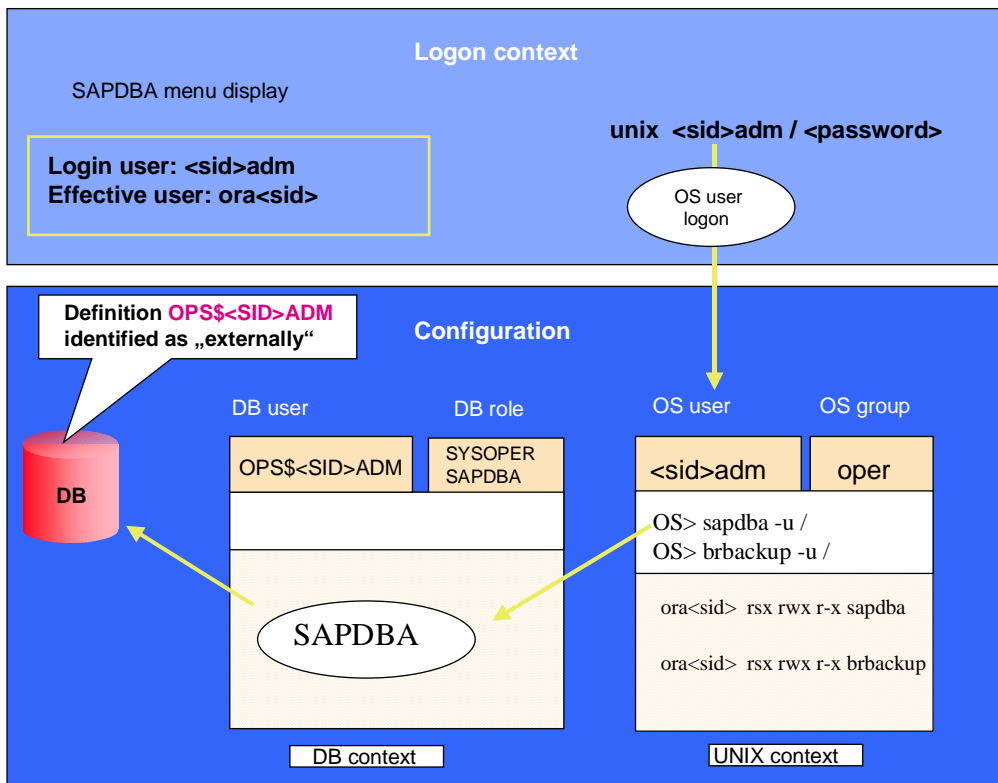 Logon context
SAPDBA menu display
unix <sid>adm / <password>
Login user: <sid>adm
Effective user: ora<sid>
OS user
logon
Definition OPS$<SID>ADM
identified as „externally“
Configuration
DB user
DB role
OS user
OS group
OPS$<SID>ADM
SYSOPER
SAPDBA
<sid>adm
oper
DB
OS> sapdba -u /
OS> brbackup -u /
ora<sid> rsx rwx r-x sapdba
SAPDBA
ora<sid> rsx rwx r-x brbackup
DB context
UNIX context